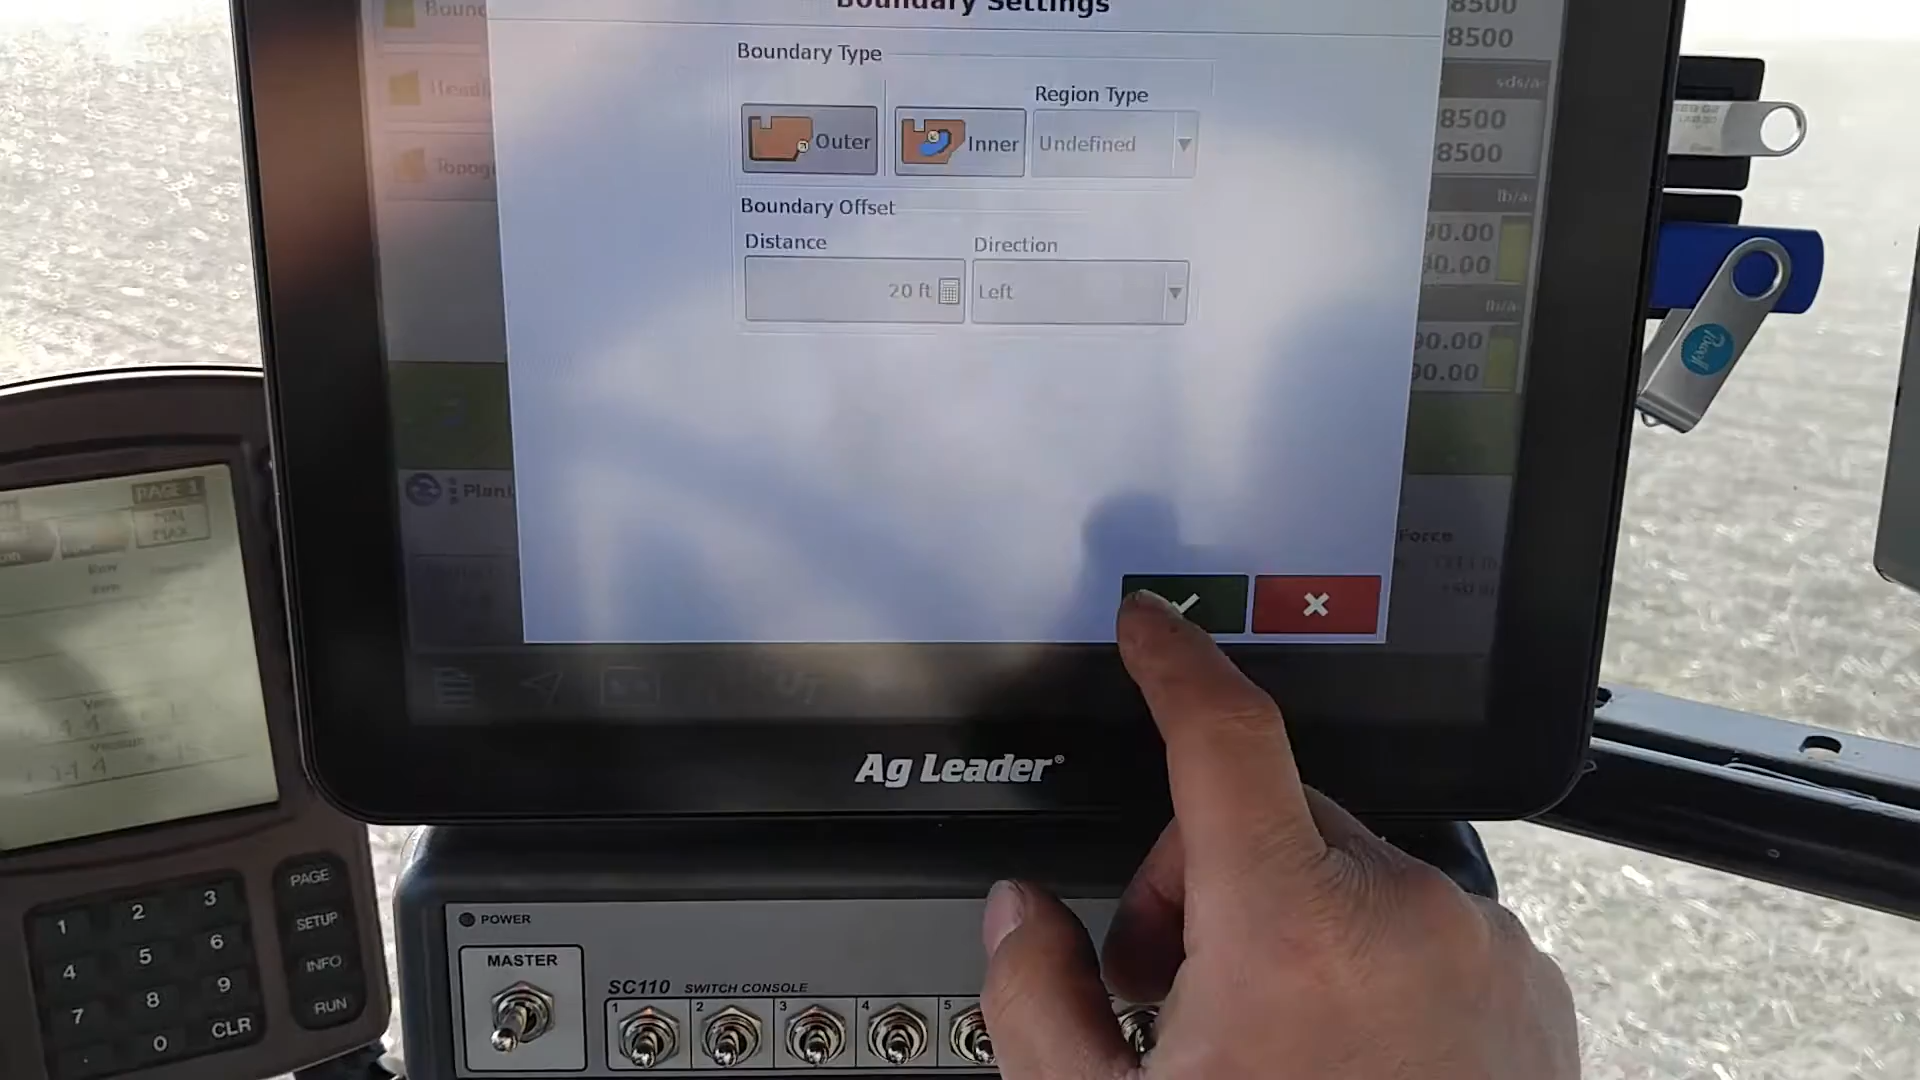 Boundary Settings
Boundary Type
Region Type
Outer
Inner
Undefined
Boundary Offset
Distance
Direction
20 ft
Left
8500
8500
sds/a
8500
8500
lb/a
90.00
90.00
lb/a
90.00
90.00
Force
Ag Leader®
PAGE 1
Row
1 2 3
4 5 6
7 8 9
. 0 CLR
PAGE
SETUP
INFO
RUN
POWER
MASTER
SC110 SWITCH CONSOLE
1 2 3 4 5